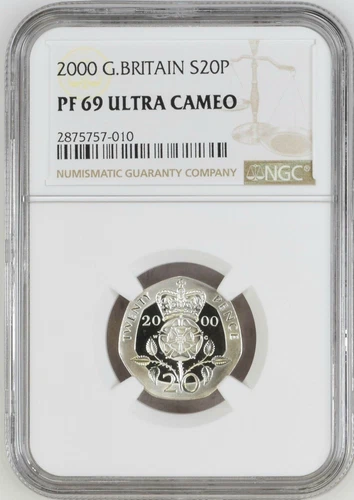 2000 G.BRITAIN S20P
PF 69 ULTRA CAMEO
2875757-010
NUMISMATIC GUARANTY COMPANY
NGC®
TWENTY PENCE
20 00
20